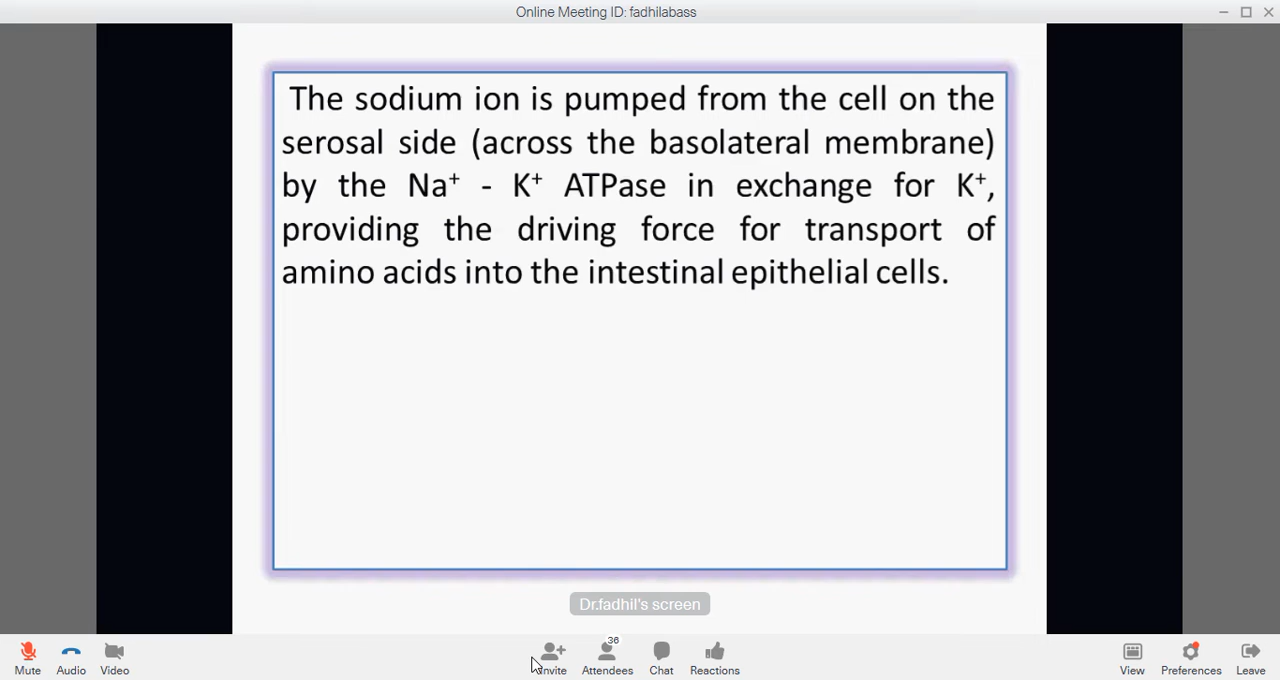 Online Meeting ID: fadhilabass
The sodium ion is pumped from the cell on the
serosal side (across the basolateral membrane)
by the Na⁺ - K⁺ ATPase in exchange for K⁺,
providing the driving force for transport of
amino acids into the intestinal epithelial cells.
Dr.fadhil's screen
36
Mute Audio Video Invite Attendees Chat Reactions View Preferences Leave